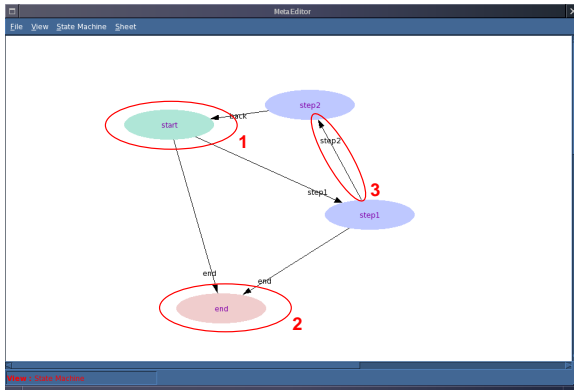 MetaEditor
File View State Machine Sheet
step2
back
start
1
step2
3
step1
step1
end
end
end
2
View : State Machine